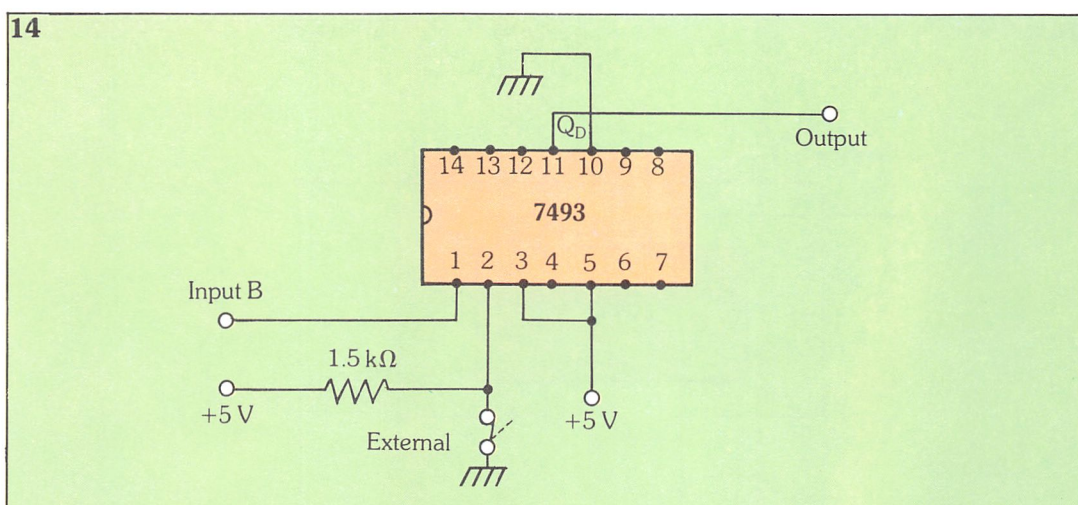 14
Q_D
Output
14 13 12 11 10 9 8
7493
1 2 3 4 5 6 7
Input B
1.5 kΩ
+5 V
+5 V
External